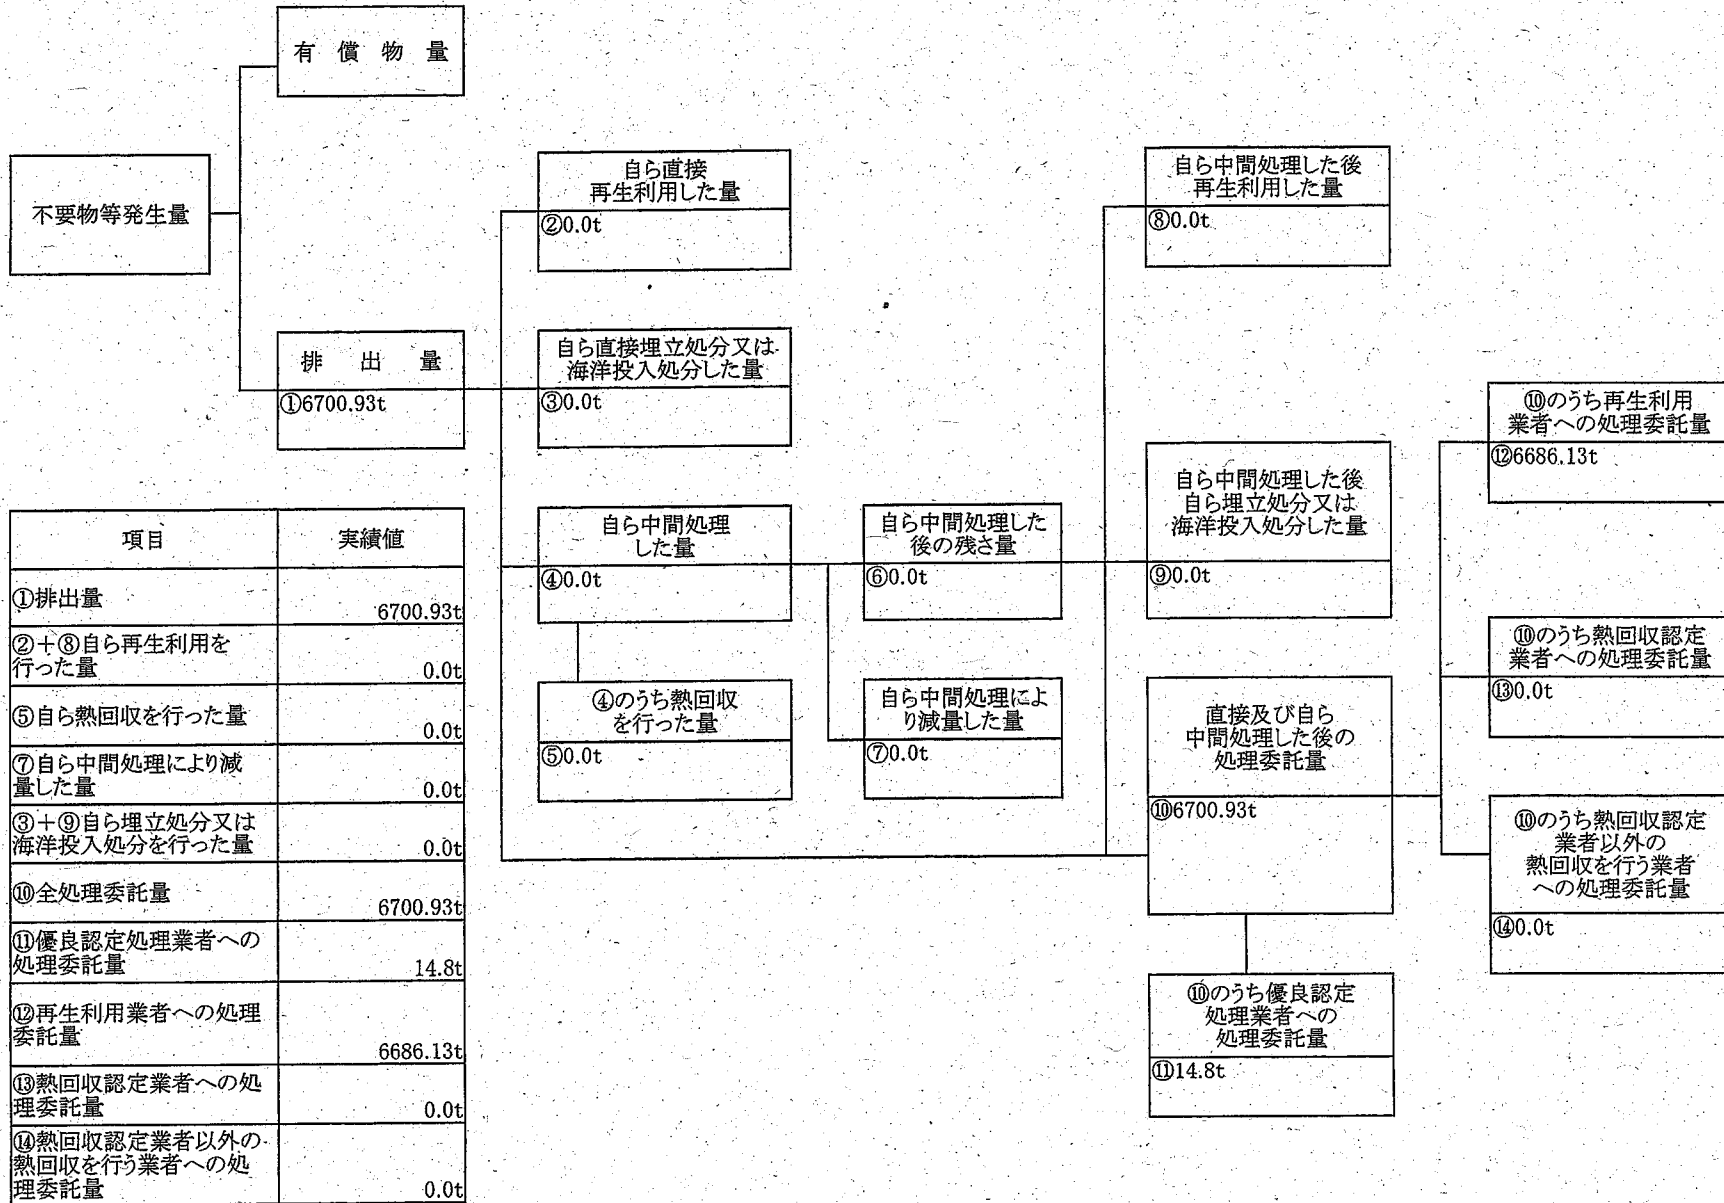 有償物量
不要物等発生量
排出量
①6700.93t
自ら直接
再生利用した量
②0.0t
自ら直接埋立処分又は
海洋投入処分した量
③0.0t
自ら中間処理
した量
④0.0t
④のうち熱回収
を行った量
⑤0.0t
自ら中間処理した
後の残さ量
⑥0.0t
自ら中間処理によ
り減量した量
⑦0.0t
自ら中間処理した後
再生利用した量
⑧0.0t
自ら中間処理した後
自ら埋立処分又は
海洋投入処分した量
⑨0.0t
直接及び自ら
中間処理した後の
処理委託量
⑩6700.93t
⑩のうち優良認定
処理業者への
処理委託量
⑪14.8t
⑩のうち再生利用
業者への処理委託量
⑫6686.13t
⑩のうち熱回収認定
業者への処理委託量
⑬0.0t
⑩のうち熱回収認定
業者以外の
熱回収を行う業者
への処理委託量
⑭0.0t
項目 実績値
①排出量
6700.93t
②+⑧自ら再生利用を
行った量
0.0t
⑤自ら熱回収を行った量
0.0t
⑦自ら中間処理により減
量した量
0.0t
③+⑨自ら埋立処分又は
海洋投入処分を行った量
0.0t
⑩全処理委託量
6700.93t
⑪優良認定処理業者への
処理委託量
14.8t
⑫再生利用業者への処理
委託量
6686.13t
⑬熱回収認定業者への処
理委託量
0.0t
⑭熱回収認定業者以外の
熱回収を行う業者への処
理委託量
0.0t